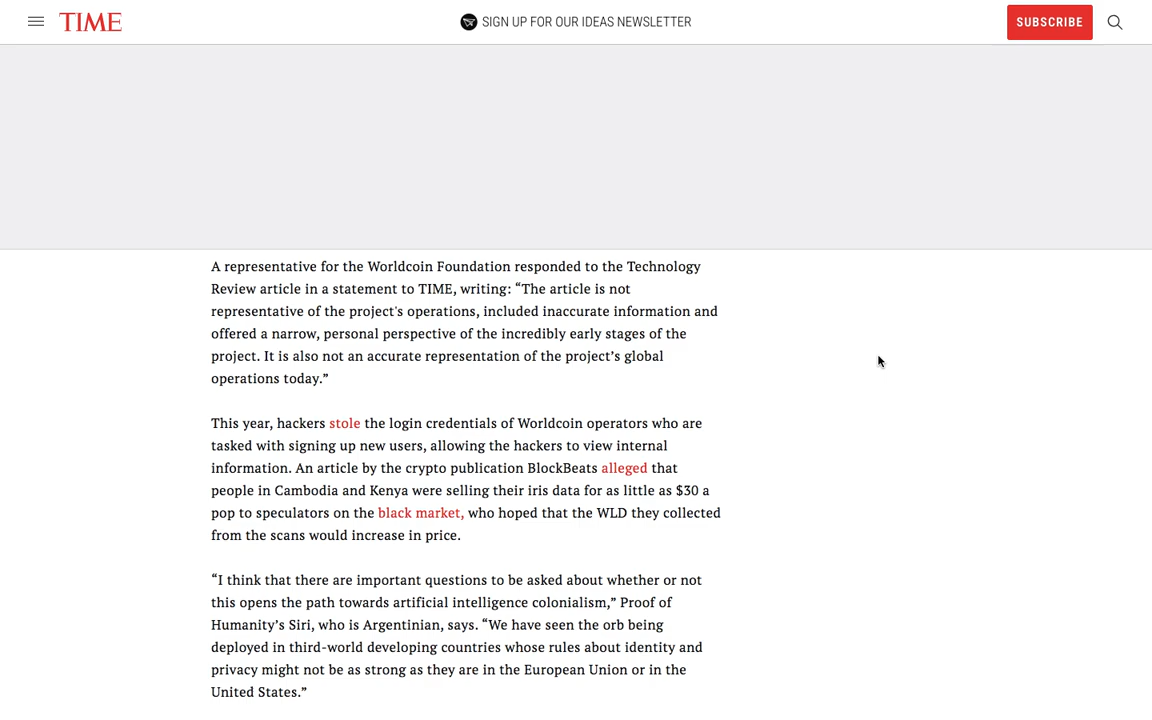 TIME
SIGN UP FOR OUR IDEAS NEWSLETTER
SUBSCRIBE
A representative for the Worldcoin Foundation responded to the Technology
Review article in a statement to TIME, writing: “The article is not
representative of the project's operations, included inaccurate information and
offered a narrow, personal perspective of the incredibly early stages of the
project. It is also not an accurate representation of the project’s global
operations today.”
This year, hackers stole the login credentials of Worldcoin operators who are
tasked with signing up new users, allowing the hackers to view internal
information. An article by the crypto publication BlockBeats alleged that
people in Cambodia and Kenya were selling their iris data for as little as $30 a
pop to speculators on the black market, who hoped that the WLD they collected
from the scans would increase in price.
“I think that there are important questions to be asked about whether or not
this opens the path towards artificial intelligence colonialism,” Proof of
Humanity’s Siri, who is Argentinian, says. “We have seen the orb being
deployed in third-world developing countries whose rules about identity and
privacy might not be as strong as they are in the European Union or in the
United States.”